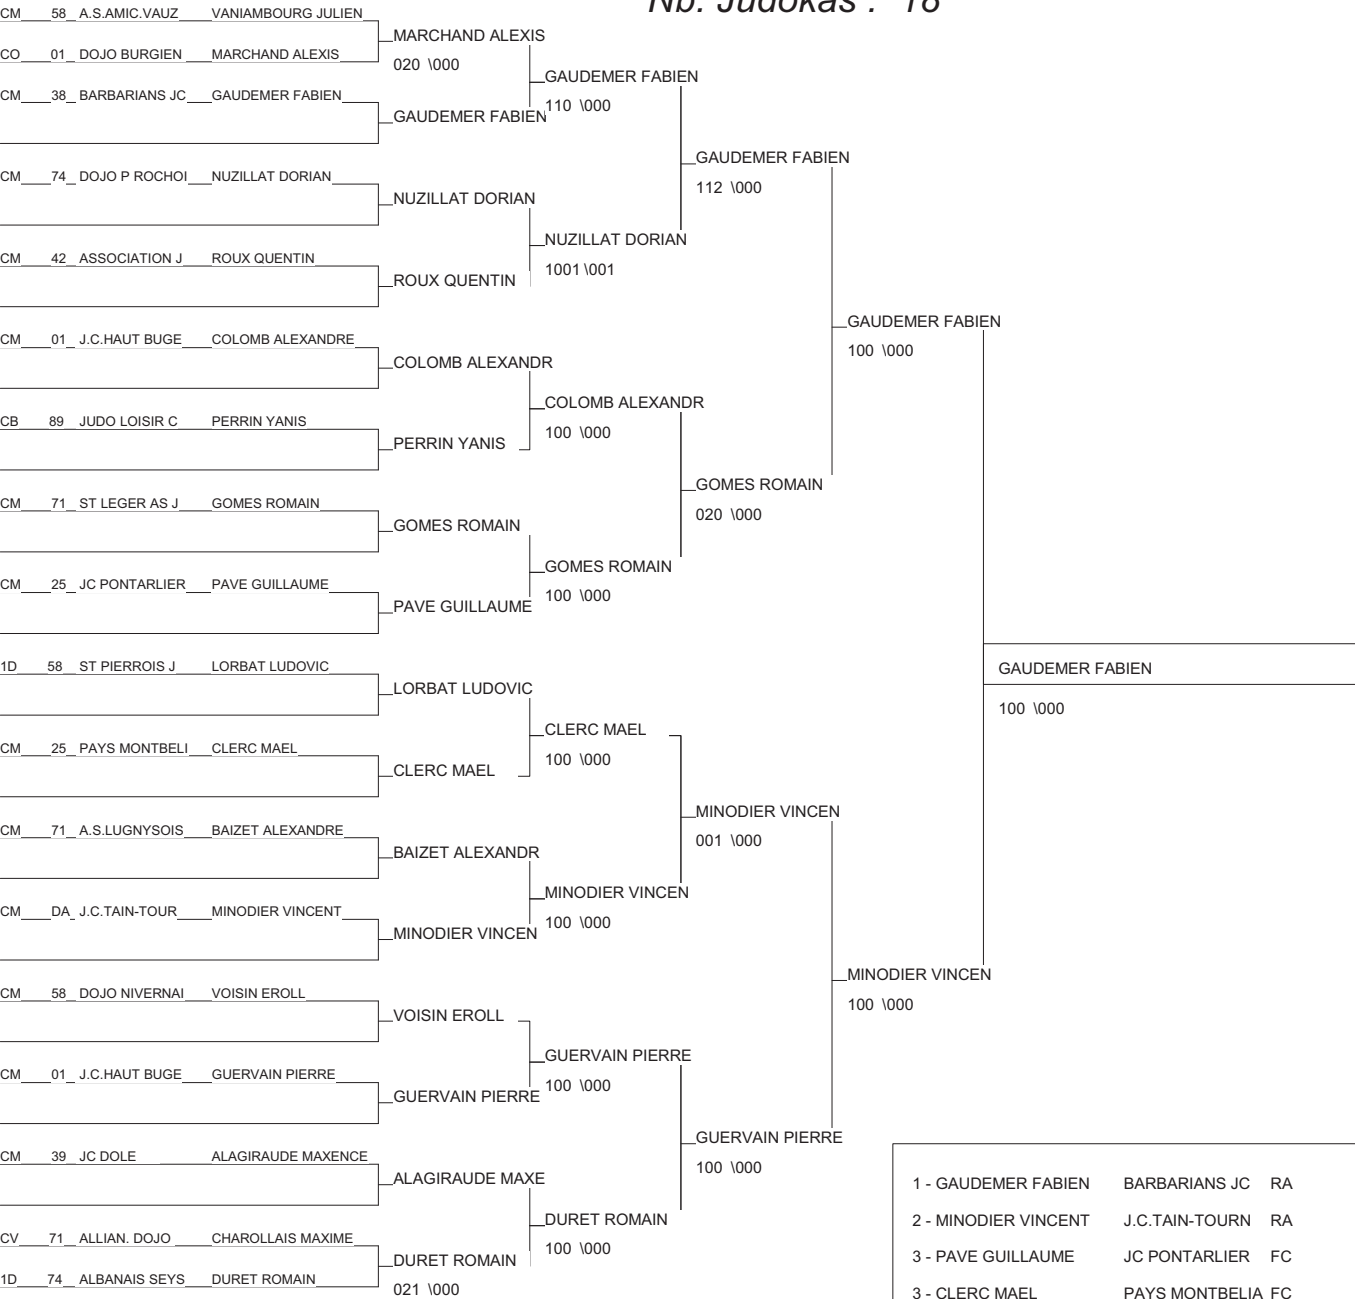 Nb. Judokas : 18
CM 58 A.S.AMIC.VAUZ VANIAMBOURG JULIEN
CO 01 DOJO BURGIEN MARCHAND ALEXIS
CM 38 BARBARIANS JC GAUDEMER FABIEN
CM 74 DOJO P ROCHOI NUZILLAT DORIAN
CM 42 ASSOCIATION J ROUX QUENTIN
CM 01 J.C.HAUT BUGE COLOMB ALEXANDRE
CB 89 JUDO LOISIR C PERRIN YANIS
CM 71 ST LEGER AS J GOMES ROMAIN
CM 25 JC PONTARLIER PAVE GUILLAUME
1D 58 ST PIERROIS J LORBAT LUDOVIC
CM 25 PAYS MONTBELI CLERC MAEL
CM 71 A.S.LUGNYSOIS BAIZET ALEXANDRE
CM DA J.C.TAIN-TOUR MINODIER VINCENT
CM 58 DOJO NIVERNAI VOISIN EROLL
CM 01 J.C.HAUT BUGE GUERVAIN PIERRE
CM 39 JC DOLE ALAGIRAUDE MAXENCE
CV 71 ALLIAN. DOJO CHAROLLAIS MAXIME
1D 74 ALBANAIS SEYS DURET ROMAIN
MARCHAND ALEXIS
020 \000
GAUDEMER FABIEN
NUZILLAT DORIAN
ROUX QUENTIN
COLOMB ALEXANDR
PERRIN YANIS
GOMES ROMAIN
PAVE GUILLAUME
LORBAT LUDOVIC
CLERC MAEL
BAIZET ALEXANDR
MINODIER VINCEN
VOISIN EROLL
GUERVAIN PIERRE
ALAGIRAUDE MAXE
DURET ROMAIN
021 \000
GAUDEMER FABIEN
110 \000
NUZILLAT DORIAN
1001 \001
COLOMB ALEXANDR
100 \000
GOMES ROMAIN
100 \000
CLERC MAEL
100 \000
MINODIER VINCEN
100 \000
GUERVAIN PIERRE
100 \000
DURET ROMAIN
100 \000
GAUDEMER FABIEN
112 \000
GOMES ROMAIN
020 \000
MINODIER VINCEN
001 \000
GUERVAIN PIERRE
100 \000
GAUDEMER FABIEN
100 \000
MINODIER VINCEN
100 \000
GAUDEMER FABIEN
100 \000
1 - GAUDEMER FABIEN BARBARIANS JC RA
2 - MINODIER VINCENT J.C.TAIN-TOURN RA
3 - PAVE GUILLAUME JC PONTARLIER FC
3 - CLERC MAEL PAYS MONTBELIA FC